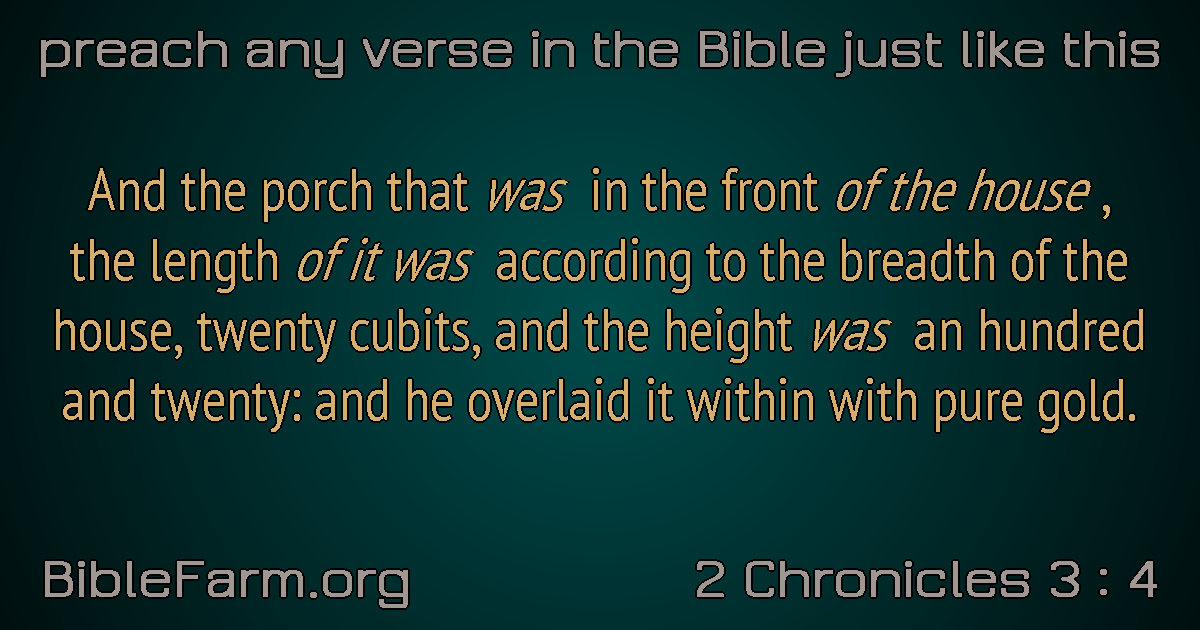 preach any verse in the Bible just like this
And the porch that was in the front of the house ,
the length of it was according to the breadth of the
house, twenty cubits, and the height was an hundred
and twenty: and he overlaid it within with pure gold.
BibleFarm.org
2 Chronicles 3 : 4